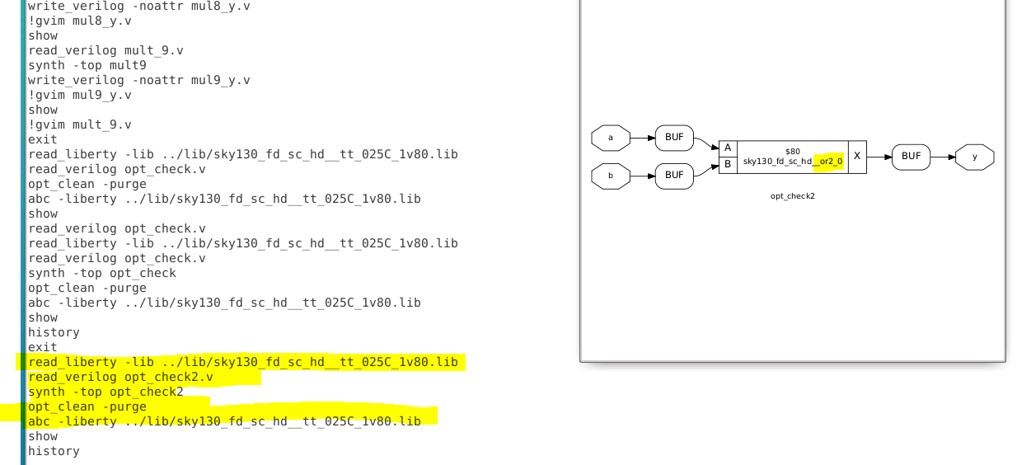 write_verilog -noattr mul8_y.v
!gvim mul8_y.v
show
read_verilog mult_9.v
synth -top mult9
write_verilog -noattr mul9_y.v
!gvim mul9_y.v
show
!gvim mult_9.v
exit
read_verilog -lib ../lib/sky130_fd_sc_hd__tt_025C_1v80.lib
read_verilog opt_check.v
opt_clean -purge
abc -liberty ../lib/sky130_fd_sc_hd__tt_025C_1v80.lib
show
read_verilog opt_check.v
read_liberty -lib ../lib/sky130_fd_sc_hd__tt_025C_1v80.lib
read_verilog opt_check.v
synth -top opt_check
opt_clean -purge
abc -liberty ../lib/sky130_fd_sc_hd__tt_025C_1v80.lib
show
history
exit
read_liberty -lib ../lib/sky130_fd_sc_hd__tt_025C_1v80.lib
read_verilog opt_check2.v
synth -top opt_check2
opt_clean -purge
abc -liberty ../lib/sky130_fd_sc_hd__tt_025C_1v80.lib
show
history
a
BUF
b
BUF
A
B
$80
sky130_fd_sc_hd__or2_0
X
BUF
y
opt_check2